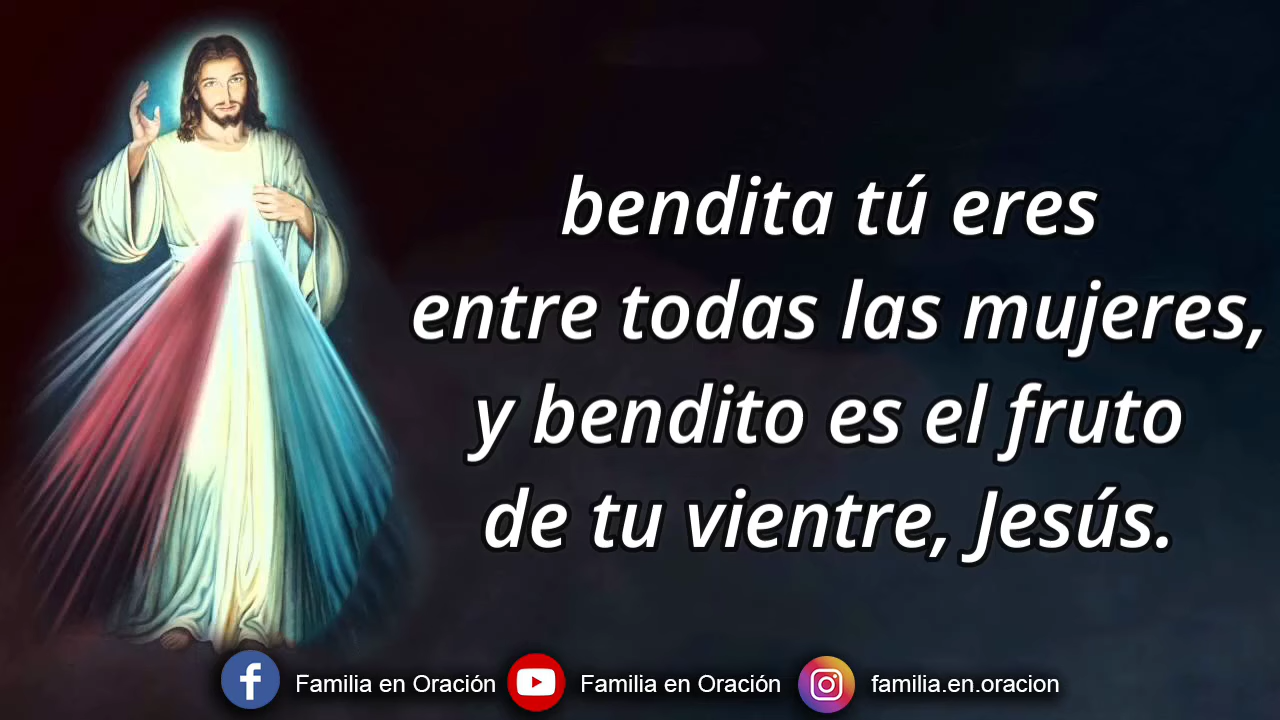 bendita tú eres
entre todas las mujeres,
y bendito es el fruto
de tu vientre, Jesús.
Familia en Oración Familia en Oración familia.en.oracion